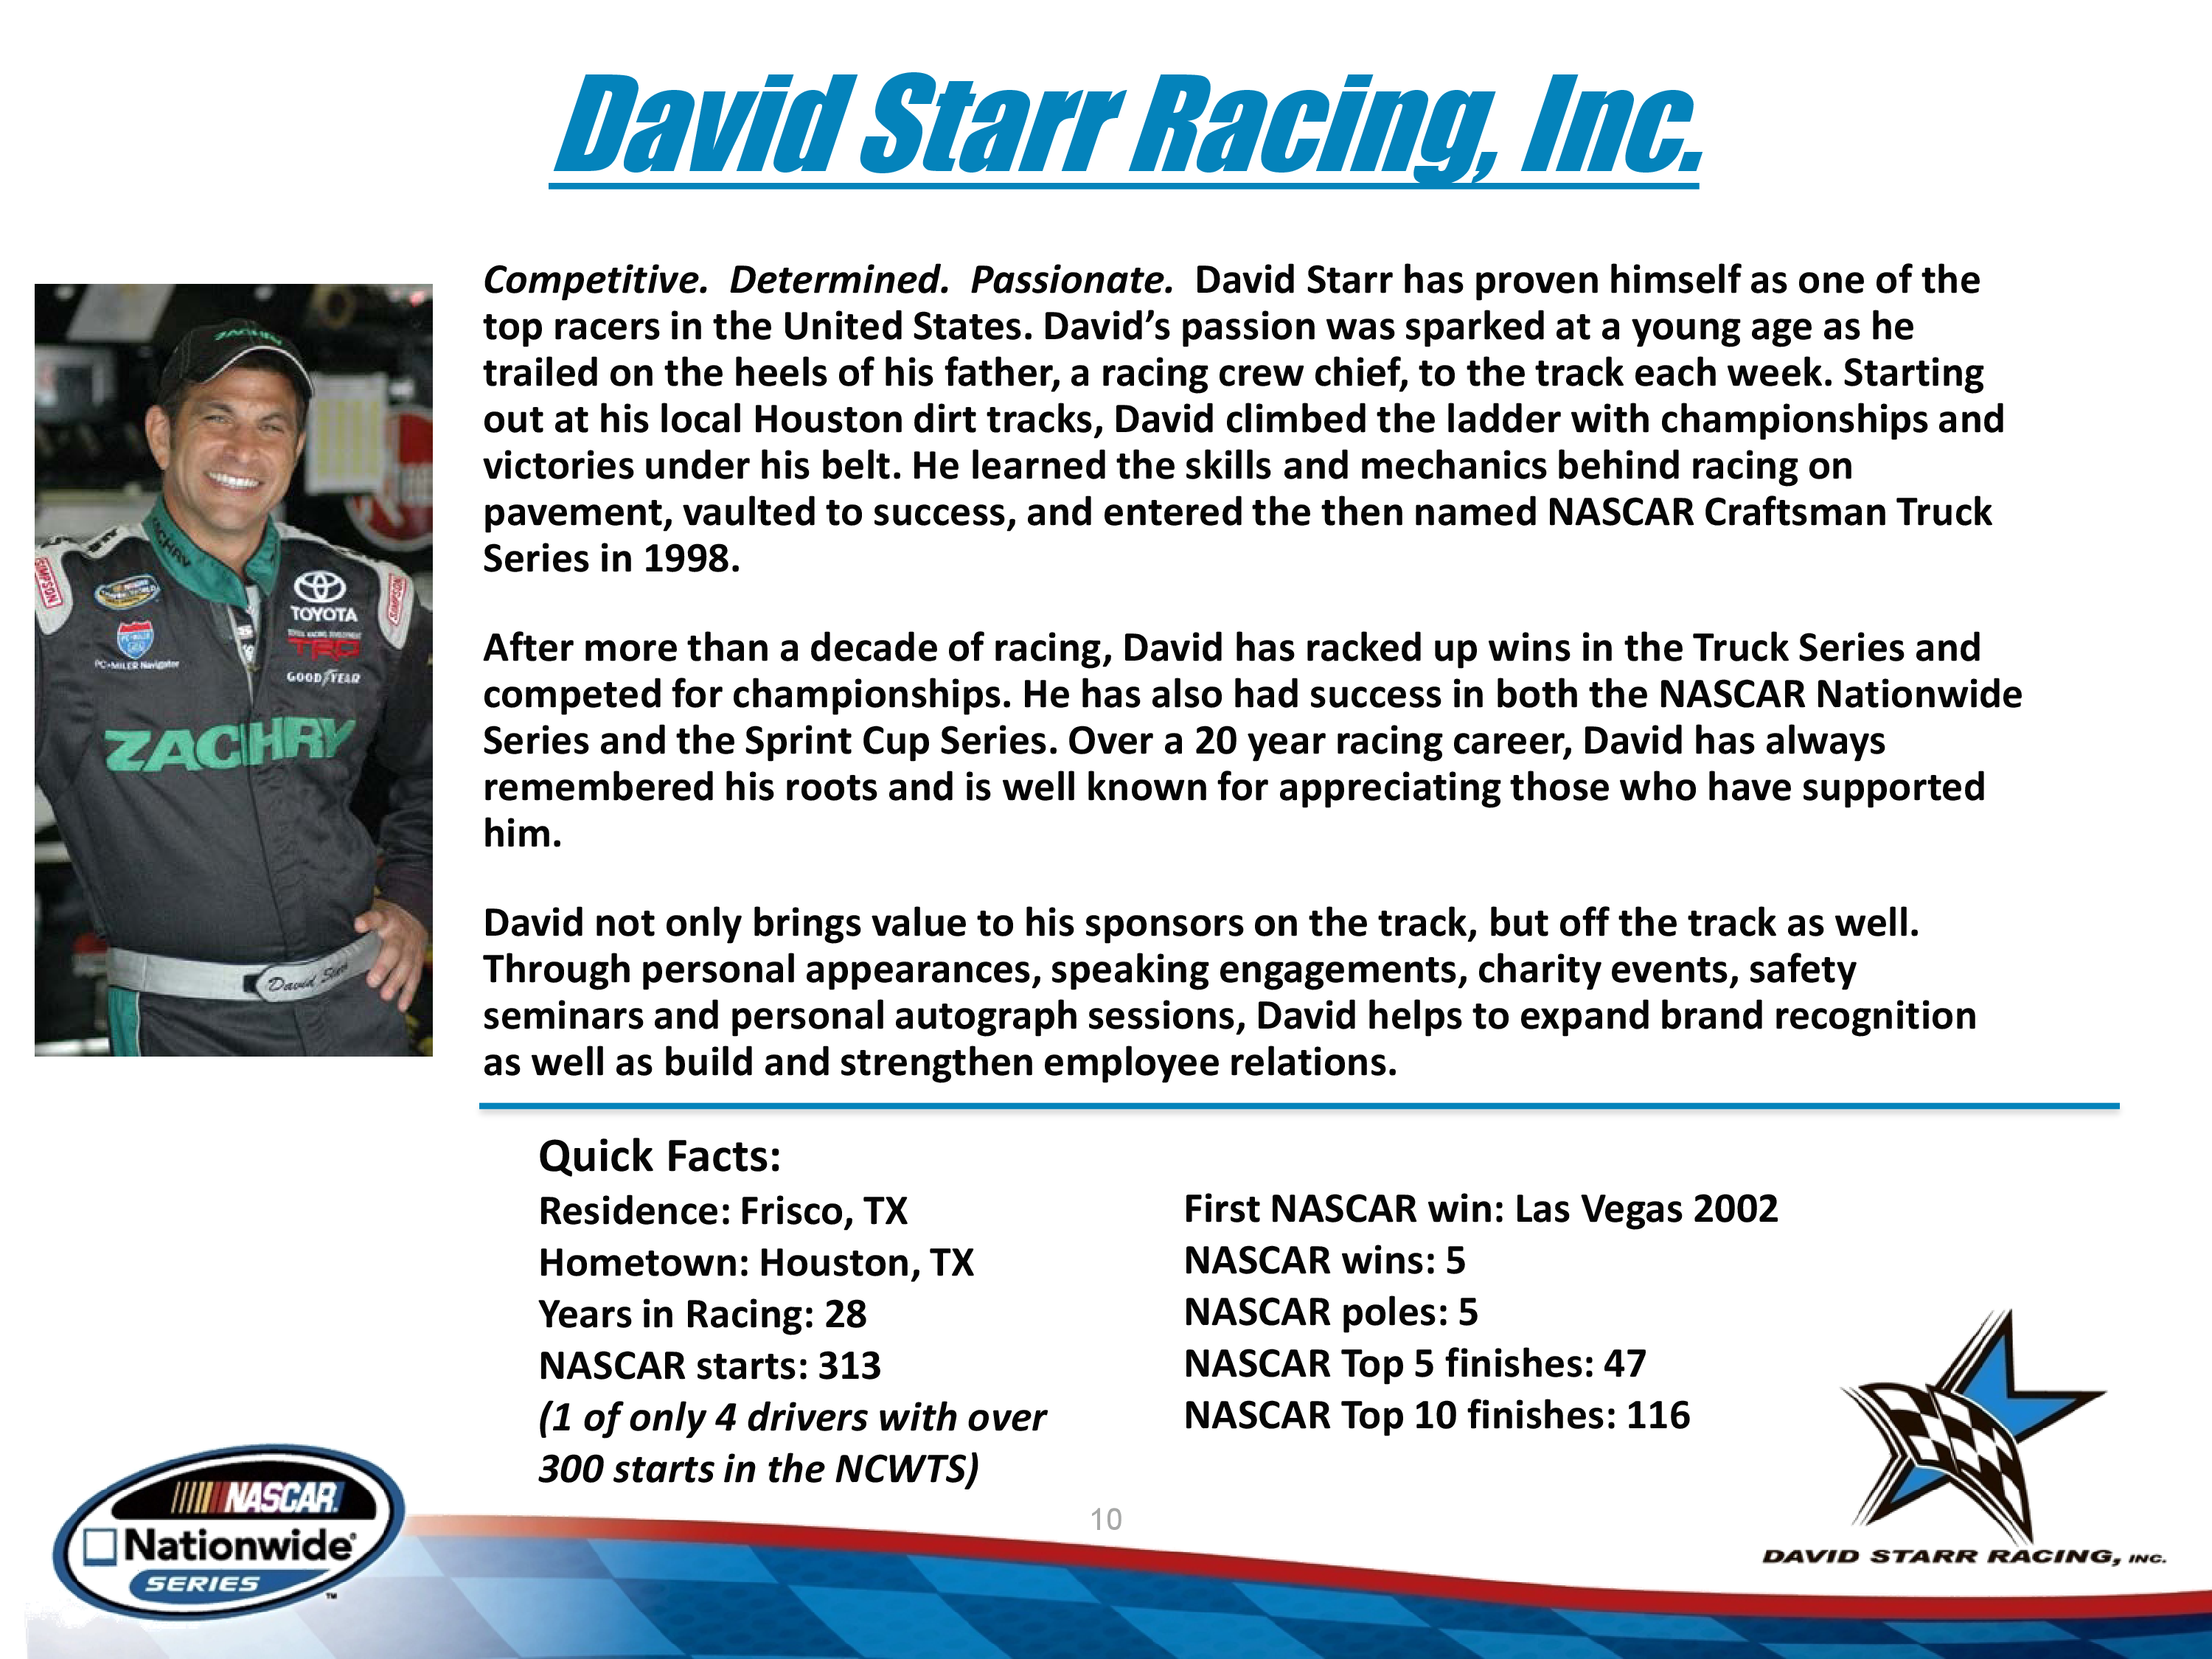 David Starr Racing, Inc.
Competitive.  Determined.  Passionate.  David Starr has proven himself as one of the
top racers in the United States. David’s passion was sparked at a young age as he
trailed on the heels of his father, a racing crew chief, to the track each week. Starting
out at his local Houston dirt tracks, David climbed the ladder with championships and
victories under his belt. He learned the skills and mechanics behind racing on
pavement, vaulted to success, and entered the then named NASCAR Craftsman Truck
Series in 1998.
After more than a decade of racing, David has racked up wins in the Truck Series and
competed for championships. He has also had success in both the NASCAR Nationwide
Series and the Sprint Cup Series. Over a 20 year racing career, David has always
remembered his roots and is well known for appreciating those who have supported
him.
David not only brings value to his sponsors on the track, but off the track as well.
Through personal appearances, speaking engagements, charity events, safety
seminars and personal autograph sessions, David helps to expand brand recognition
as well as build and strengthen employee relations.
ZACHRY
ZACHRY
SIMPSON
SIMPSON
TOYOTA
TRD
PC*MILER Navigator
GOOD YEAR
ZACHRY
David Starr
Quick Facts:
Residence: Frisco, TX
Hometown: Houston, TX
Years in Racing: 28
NASCAR starts: 313
(1 of only 4 drivers with over
300 starts in the NCWTS)
First NASCAR win: Las Vegas 2002
NASCAR wins: 5
NASCAR poles: 5
NASCAR Top 5 finishes: 47
NASCAR Top 10 finishes: 116
NASCAR.
Nationwide®
SERIES
™
10
DAVID STARR RACING, INC.